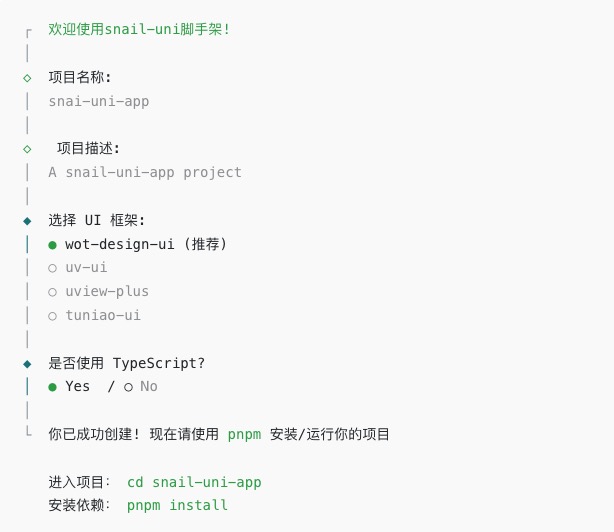 欢迎使用snail-uni脚手架!
项目名称:
snai-uni-app
项目描述:
A snail-uni-app project
选择 UI 框架:
wot-design-ui (推荐)
uv-ui
uview-plus
tuniao-ui
是否使用 TypeScript?
Yes / No
你已成功创建! 现在请使用 pnpm 安装/运行你的项目
进入项目: cd snail-uni-app
安装依赖: pnpm install